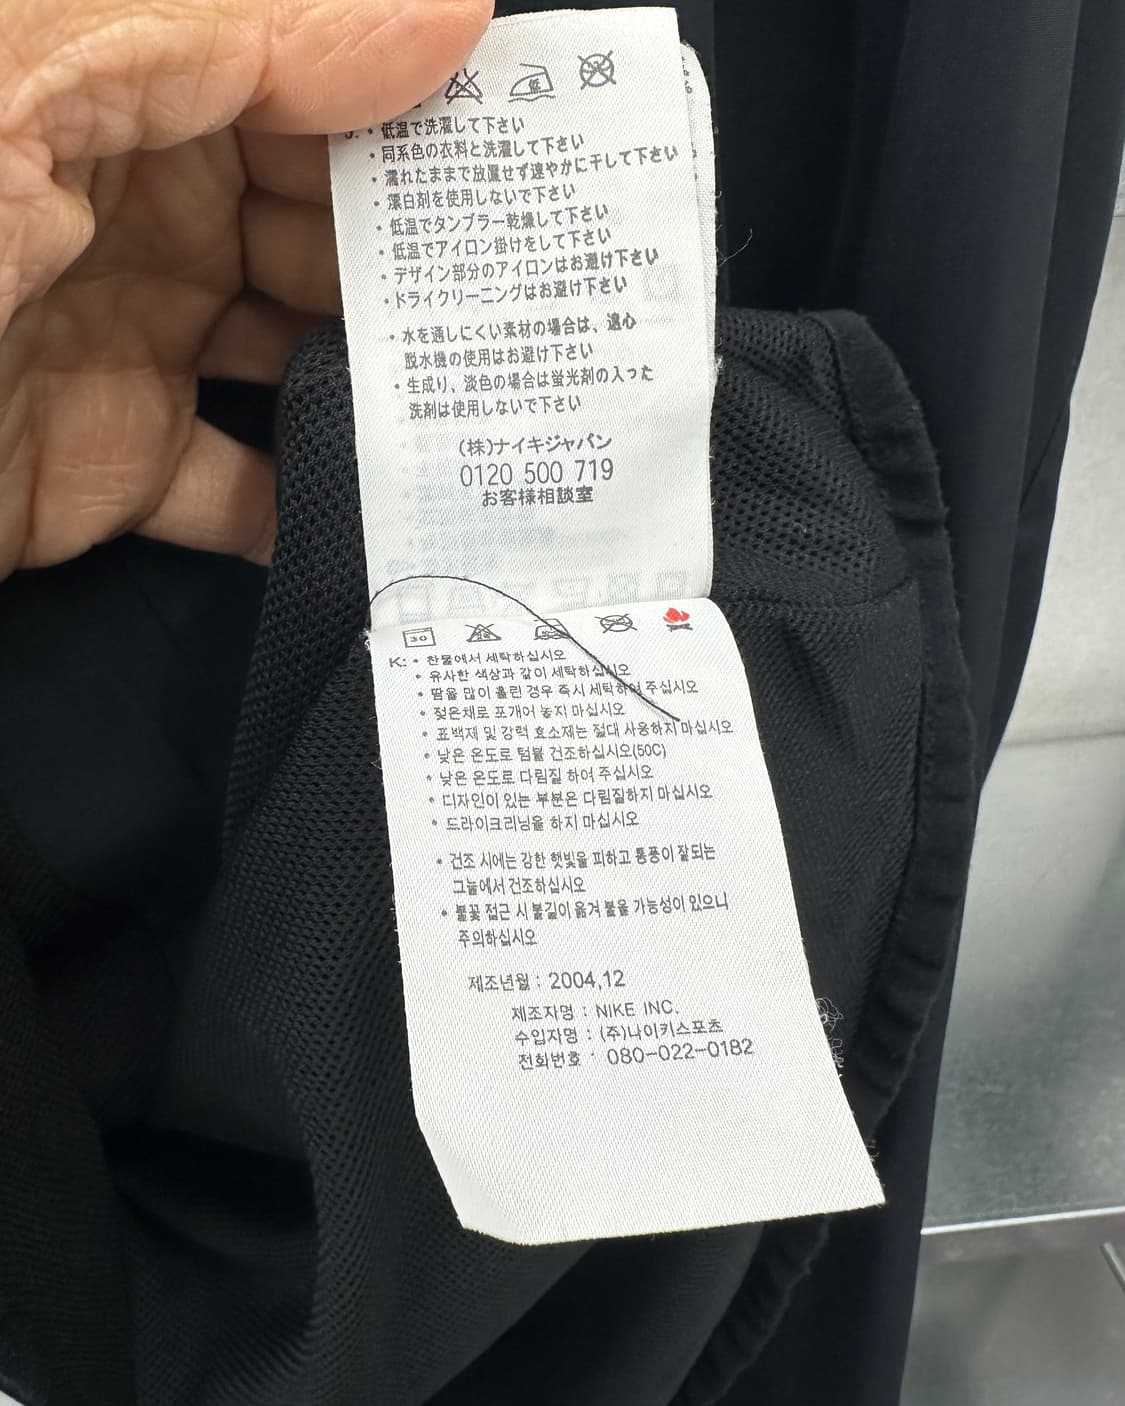 低
J: • 低温で洗濯して下さい
• 同系色の衣料と洗濯して下さい
• 濡れたままで放置せず速やかに干して下さい
• 漂白剤を使用しないで下さい
• 低温でタンブラー乾燥して下さい
• 低温でアイロン掛けをして下さい
• デザイン部分のアイロンはお避け下さい
• ドライクリーニングはお避け下さい
• 水を通しにくい素材の場合は、遠心
脱水機の使用はお避け下さい
• 生成り、淡色の場合は蛍光剤の入った
洗剤は使用しないで下さい
(株)ナイキジャパン
0120 500 719
お客様相談室
30
K: • 찬물에서 세탁하십시오
• 유사한 색상과 같이 세탁하십시오
• 땀을 많이 흘린 경우 즉시 세탁하여 주십시오
• 젖은채로 포개어 놓지 마십시오
• 표백제 및 강력 효소제는 절대 사용하지 마십시오
• 낮은 온도로 텀블 건조하십시오(50C)
• 낮은 온도로 다림질 하여 주십시오
• 디자인이 있는 부분은 다림질하지 마십시오
• 드라이크리닝을 하지 마십시오
• 건조 시에는 강한 햇빛을 피하고 통풍이 잘되는
그늘에서 건조하십시오
• 불꽃 접근 시 불길이 옮겨 붙을 가능성이 있으니
주의하십시오
제조년월 : 2004,12
제조자명 : NIKE INC.
수입자명 : (주)나이키스포츠
전화번호 : 080-022-0182